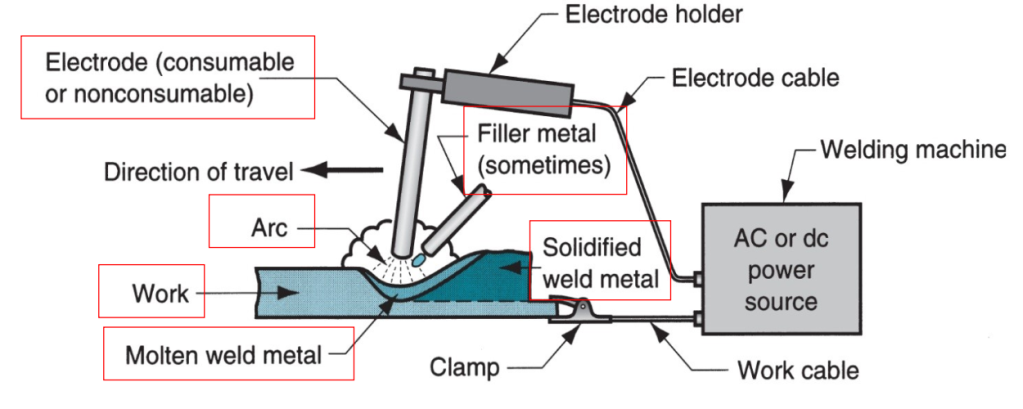 Electrode holder
Electrode (consumable
or nonconsumable)
Electrode cable
Filler metal
(sometimes)
Welding machine
Direction of travel
Arc
Solidified
weld metal
AC or dc
power
source
Work
Molten weld metal
Clamp
Work cable